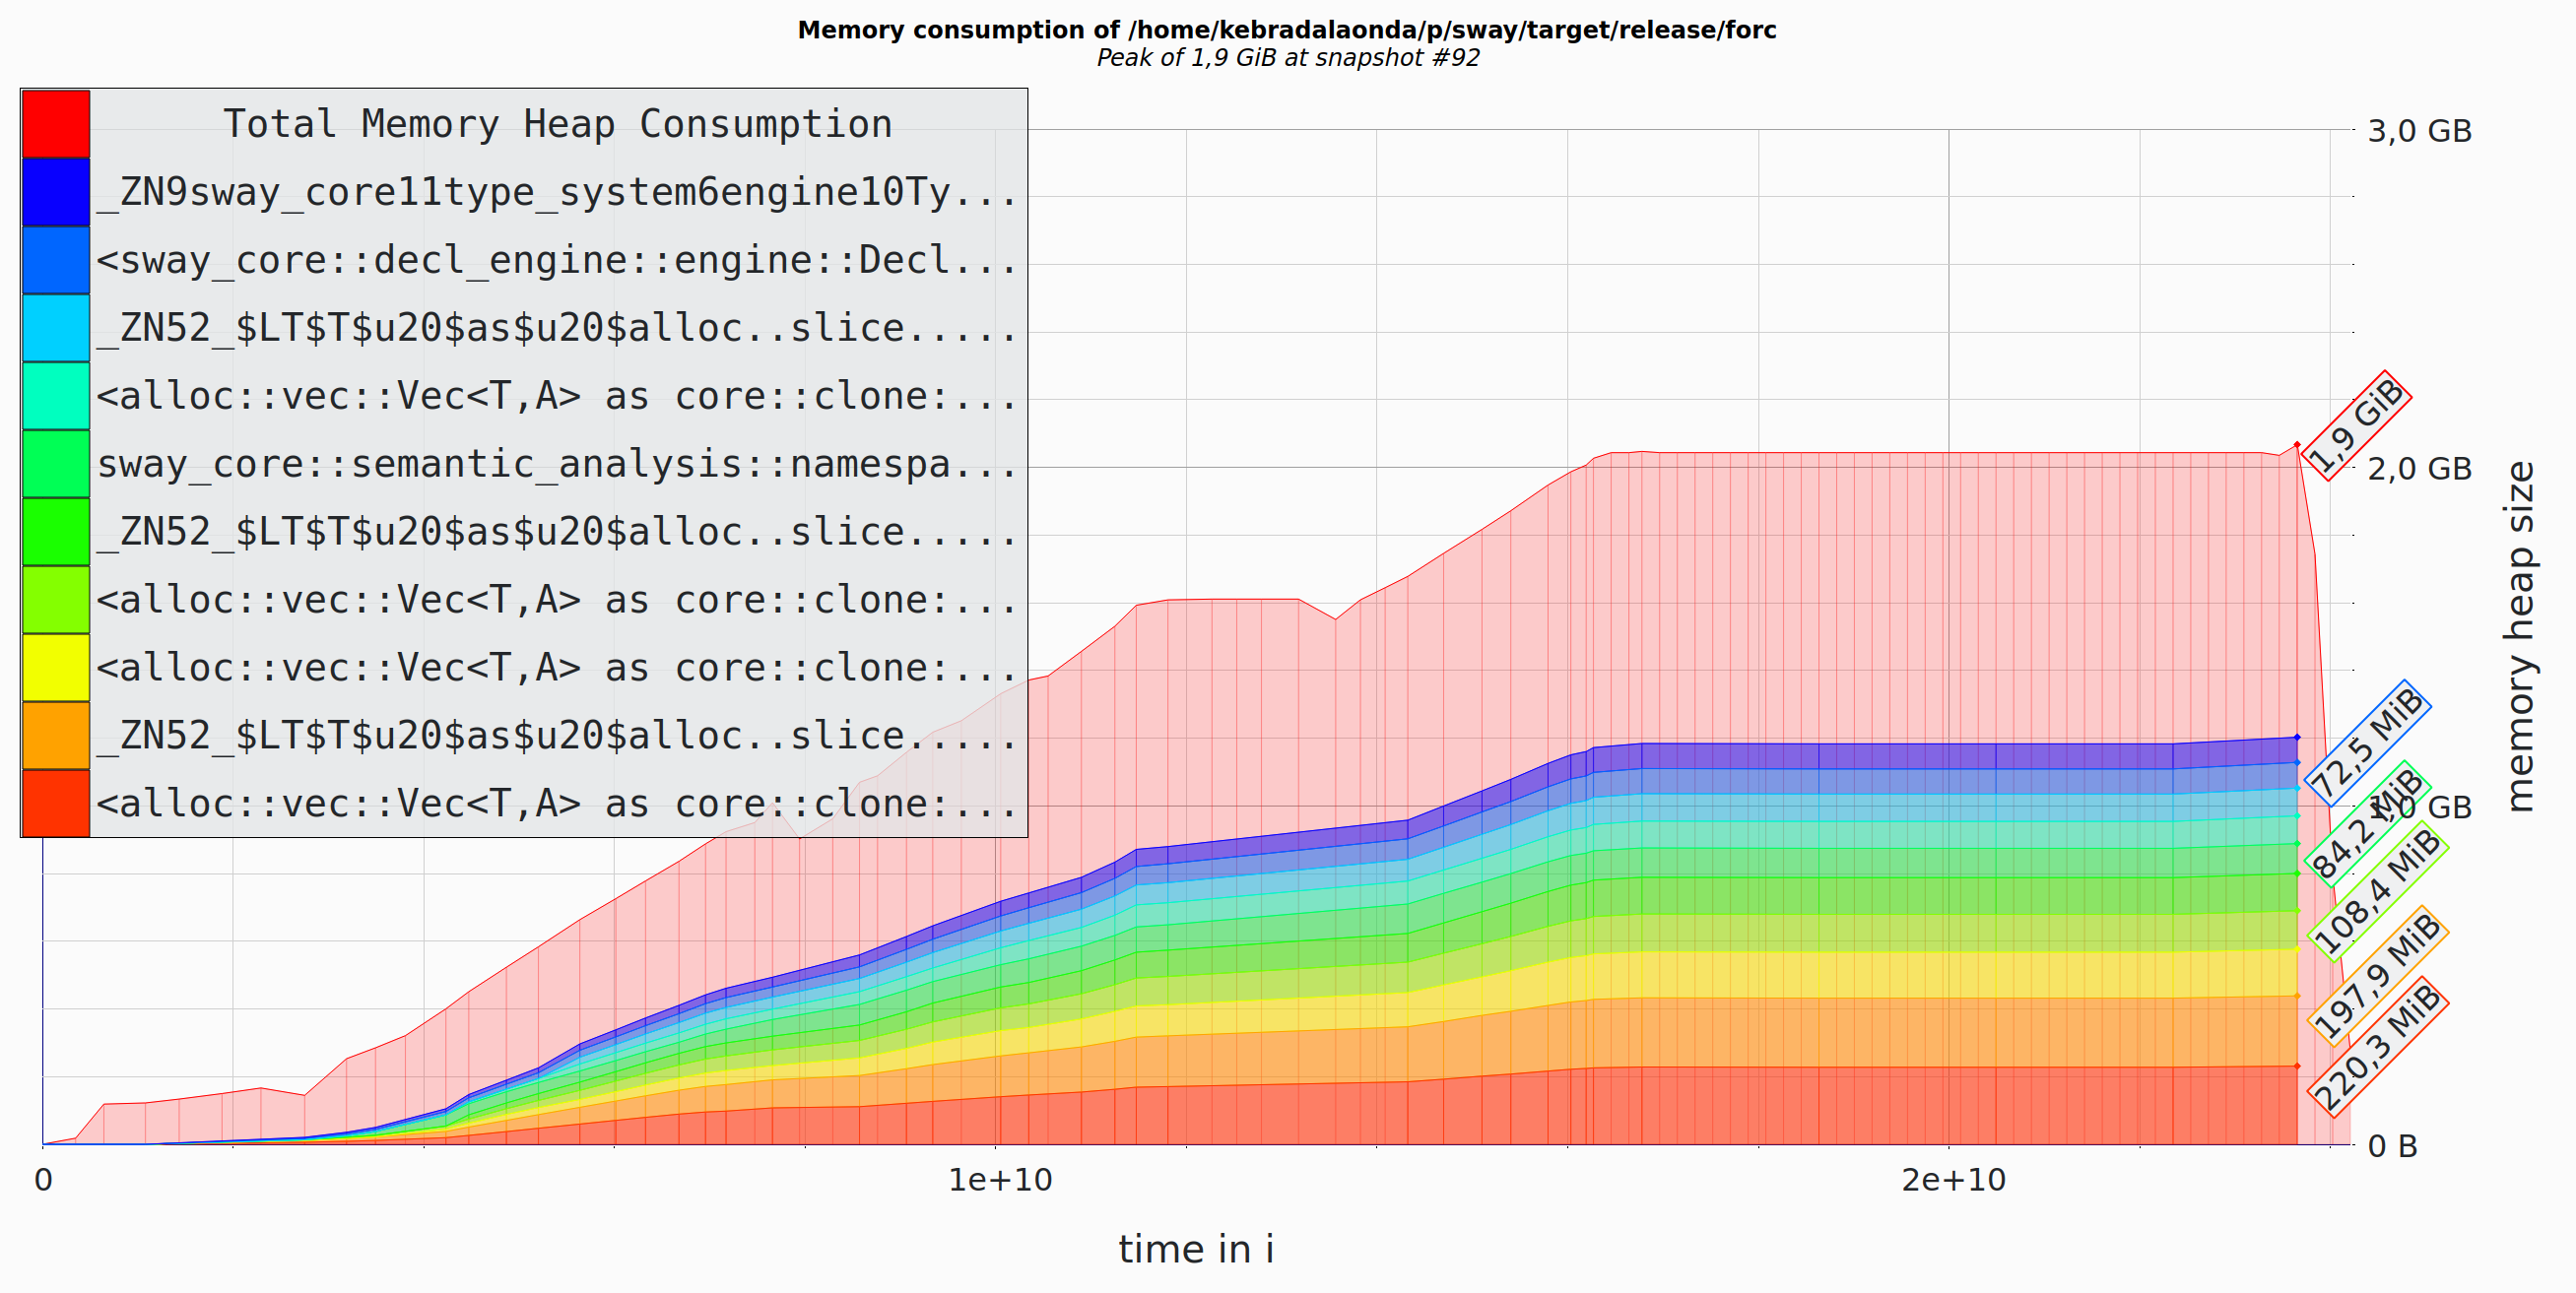 Memory consumption of /home/kebradalaonda/p/sway/target/release/forc
Peak of 1,9 GiB at snapshot #92
Total Memory Heap Consumption
_ZN9sway_core11type_system6engine10Ty...
<sway_core::decl_engine::engine::Decl...
_ZN52_$LT$T$u20$as$u20$alloc..slice.....
<alloc::vec::Vec<T,A> as core::clone:...
sway_core::semantic_analysis::namespa...
_ZN52_$LT$T$u20$as$u20$alloc..slice.....
<alloc::vec::Vec<T,A> as core::clone:...
<alloc::vec::Vec<T,A> as core::clone:...
_ZN52_$LT$T$u20$as$u20$alloc..slice.....
<alloc::vec::Vec<T,A> as core::clone:...
3,0 GB
2,0 GB
1,0 GB
0 B
memory heap size
1,9 GiB
72,5 MiB
84,2 MiB
108,4 MiB
197,9 MiB
220,3 MiB
0
1e+10
2e+10
time in i